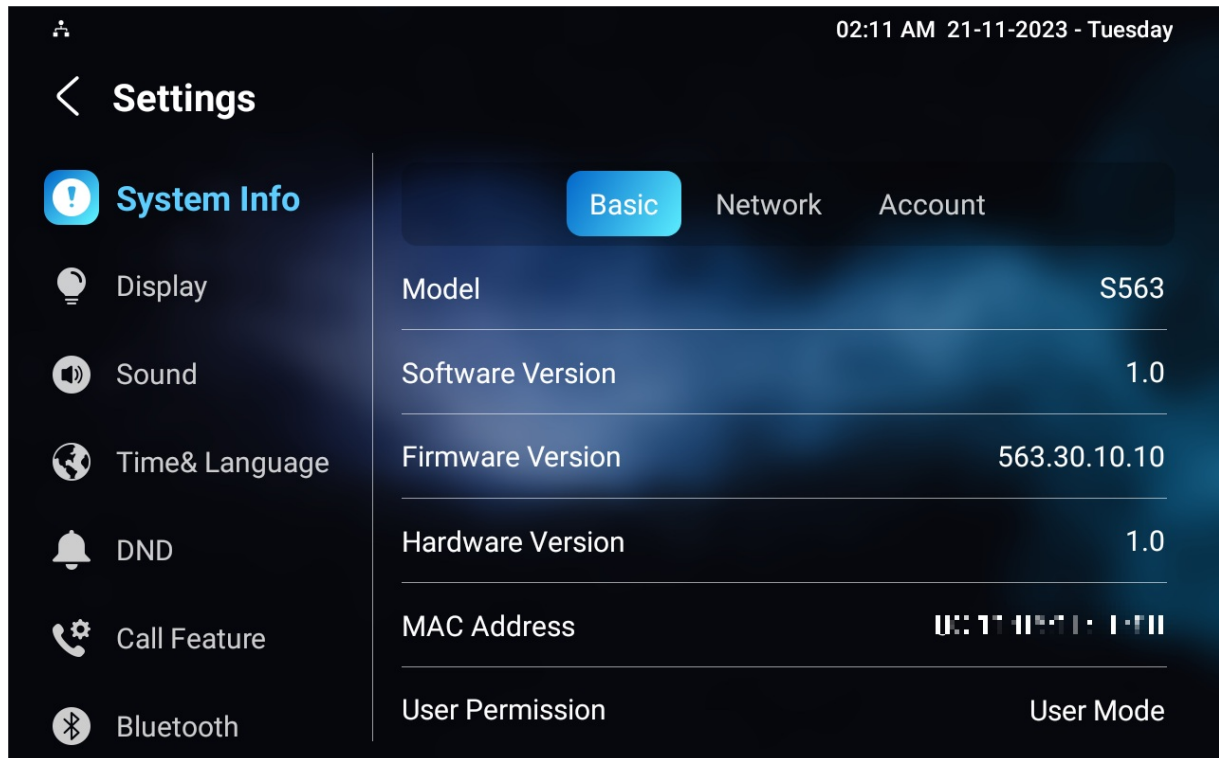 02:11 AM 21-11-2023 - Tuesday
Settings
System Info
Display
Sound
Time& Language
DND
Call Feature
Bluetooth
Basic Network Account
Model S563
Software Version 1.0
Firmware Version 563.30.10.10
Hardware Version 1.0
MAC Address
User Permission User Mode